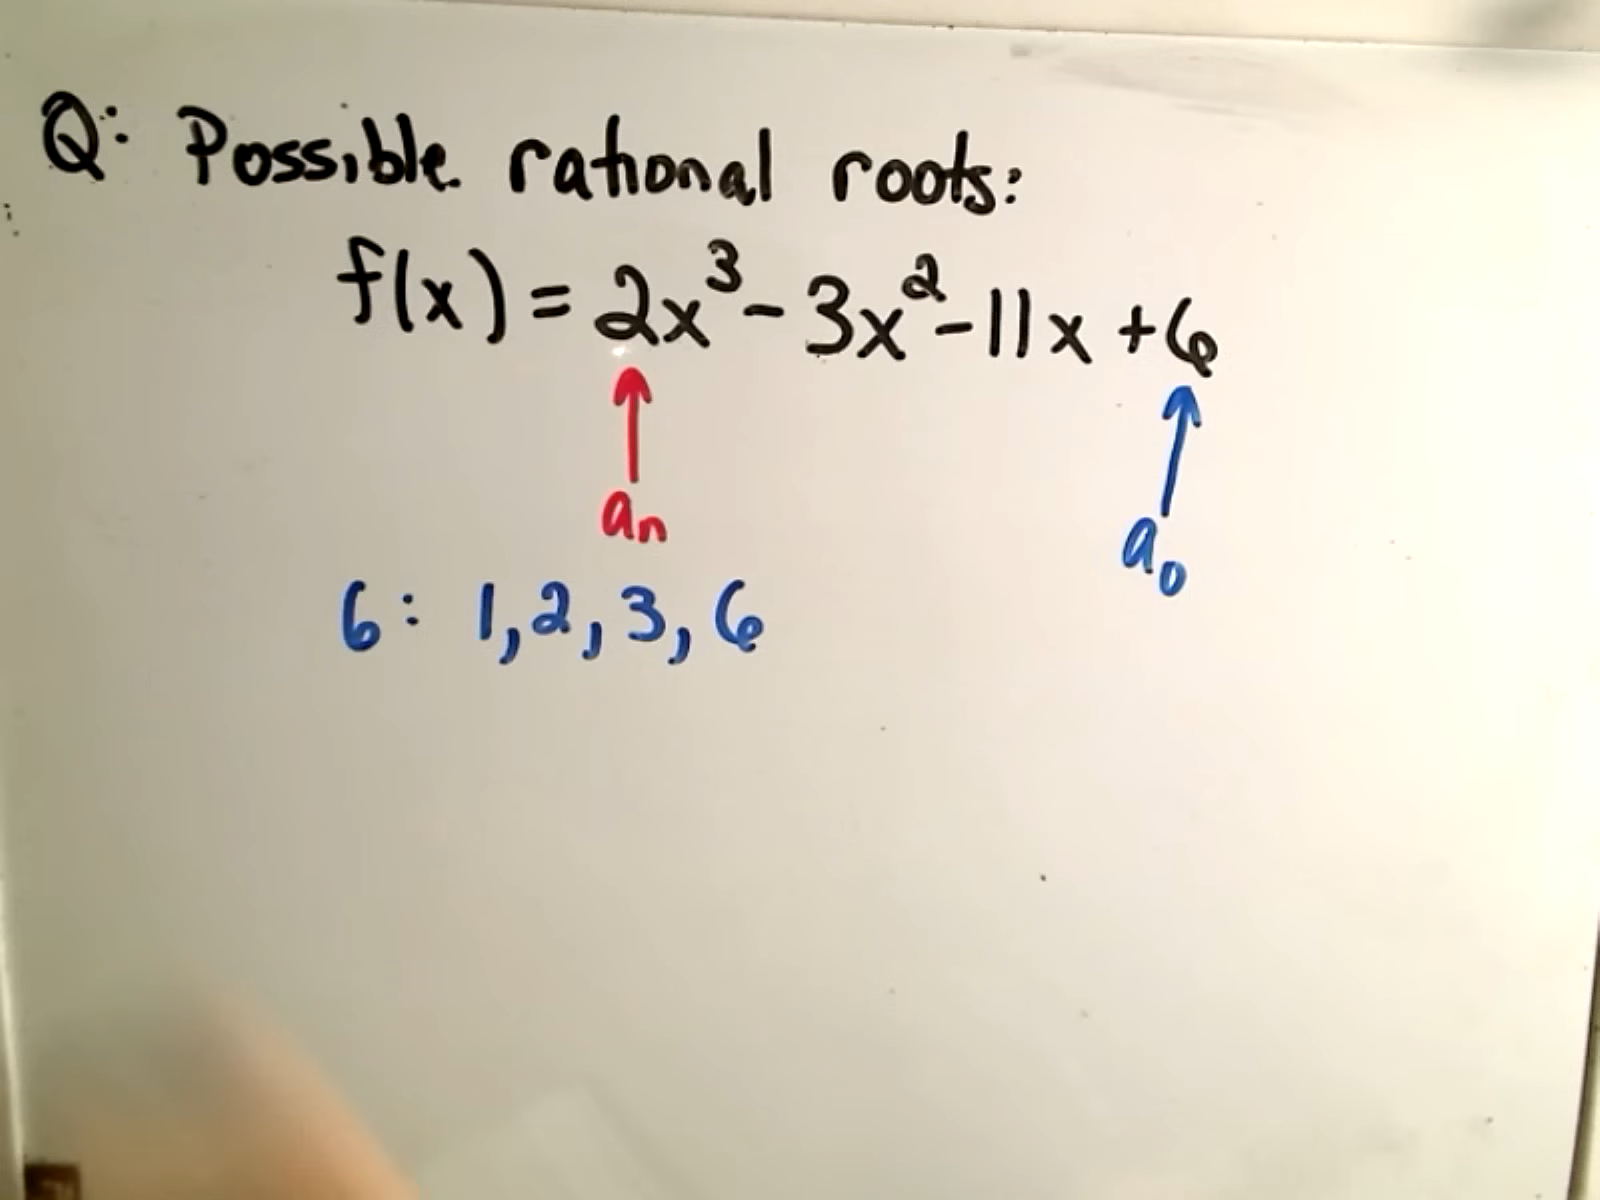 Q: Possible rational roots:
f(x) = 2x³ - 3x² - 11x + 6
aₙ
a₀
6: 1, 2, 3, 6